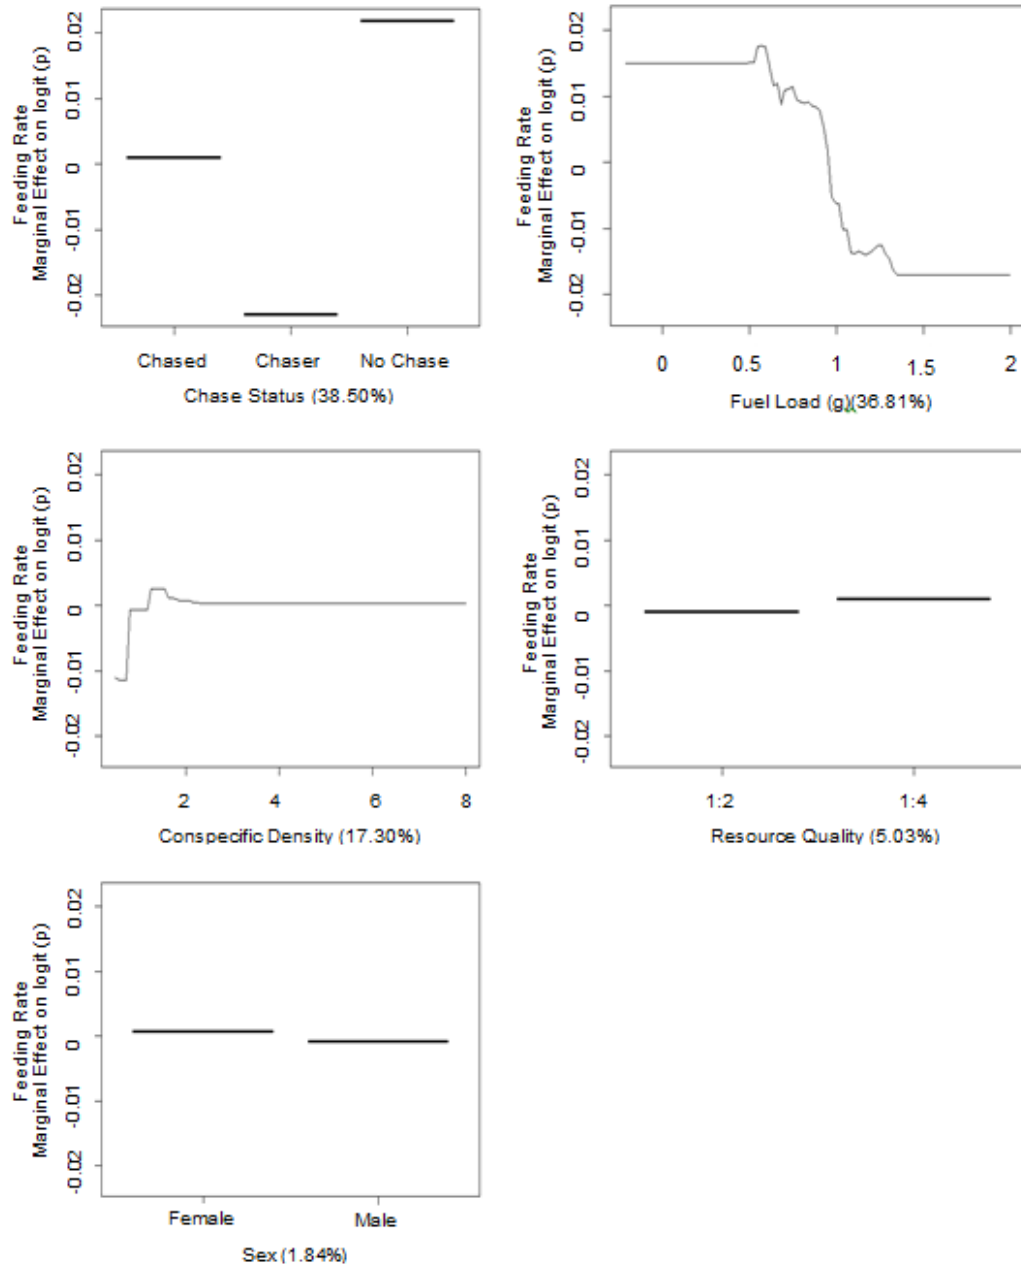 Feeding Rate
Marginal Effect on logit (p)
0.02
0.01
0
-0.01
-0.02
Chased Chaser No Chase
Chase Status (38.50%)
Feeding Rate
Marginal Effect on logit (p)
0.02
0.01
0
-0.01
-0.02
0 0.5 1 1.5 2
Fuel Load (g)(36.81%)
Feeding Rate
Marginal Effect on logit (p)
0.02
0.01
0
-0.01
-0.02
2 4 6 8
Conspecific Density (17.30%)
Feeding Rate
Marginal Effect on logit (p)
0.02
0.01
0
-0.01
-0.02
1:2 1:4
Resource Quality (5.03%)
Feeding Rate
Marginal Effect on logit (p)
0.02
0.01
0
-0.01
-0.02
Female Male
Sex (1.84%)